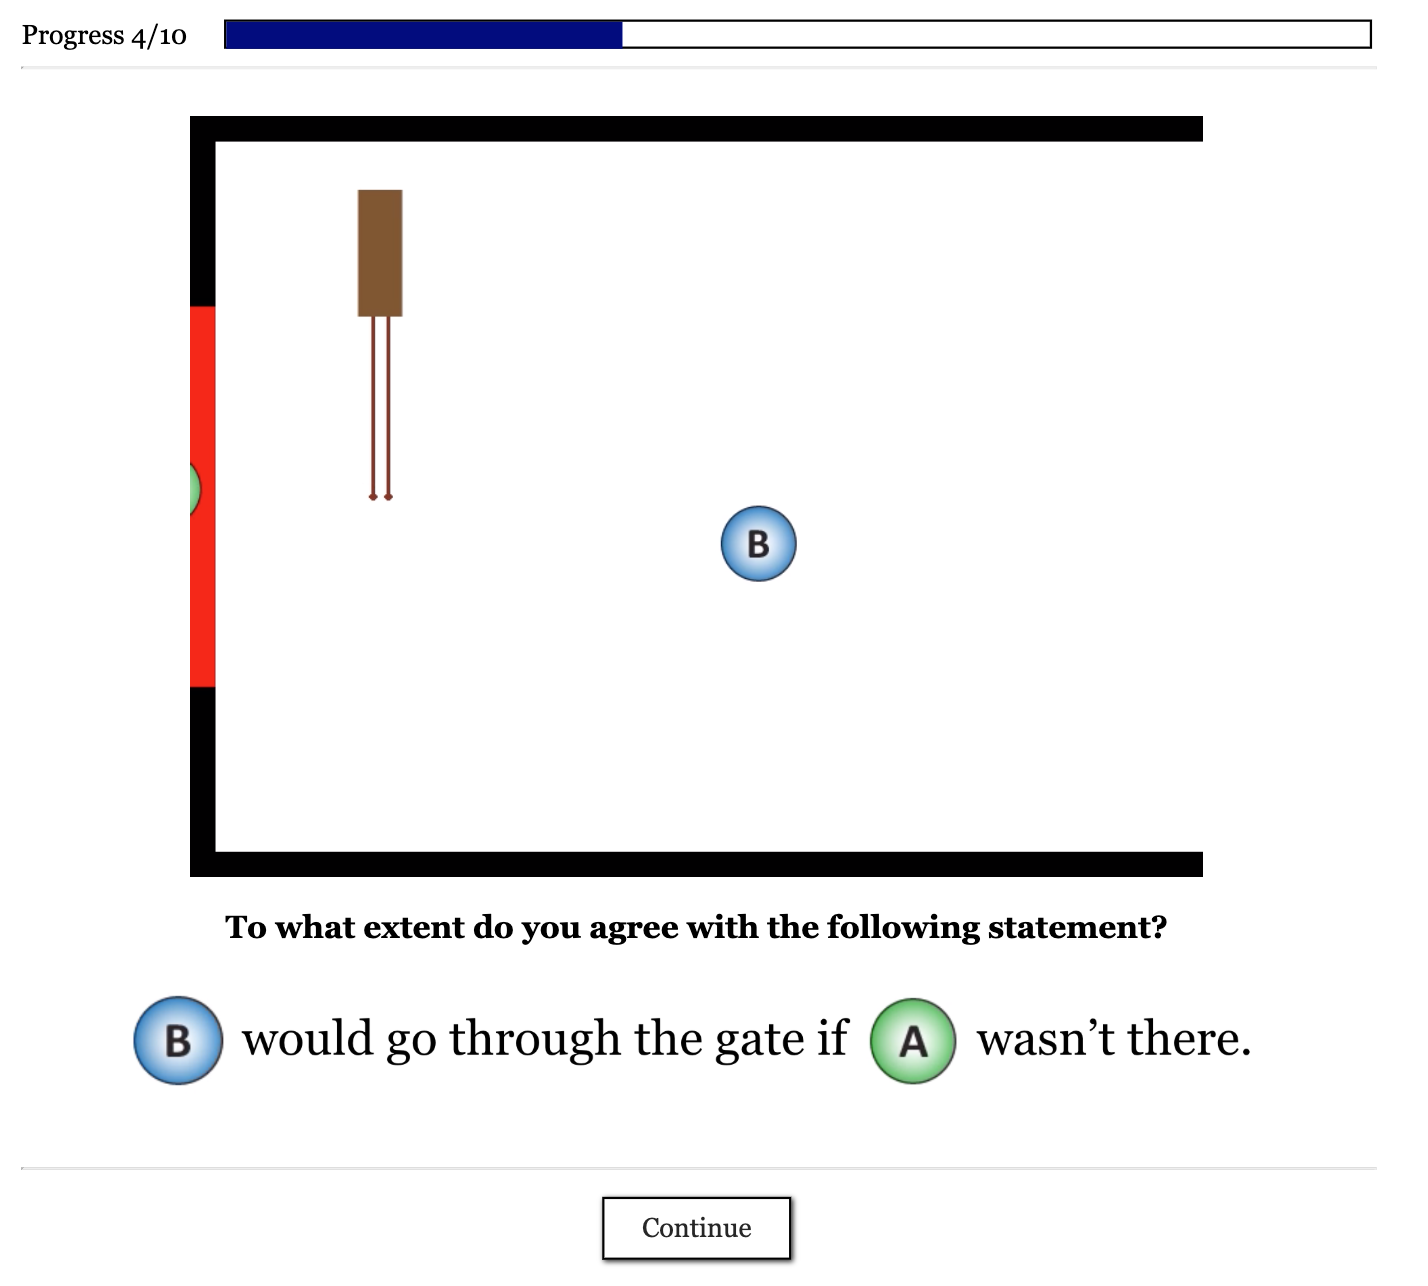 Progress 4/10
B
To what extent do you agree with the following statement?
B would go through the gate if A wasn’t there.
Continue